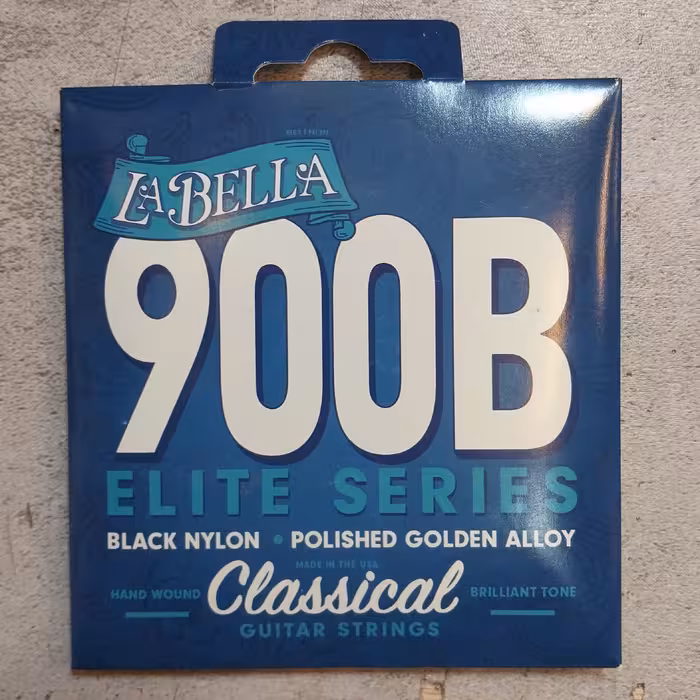 LA BELLA
900B
ELITE SERIES
BLACK NYLON • POLISHED GOLDEN ALLOY
MADE IN THE USA
HAND WOUND Classical BRILLIANT TONE
GUITAR STRINGS